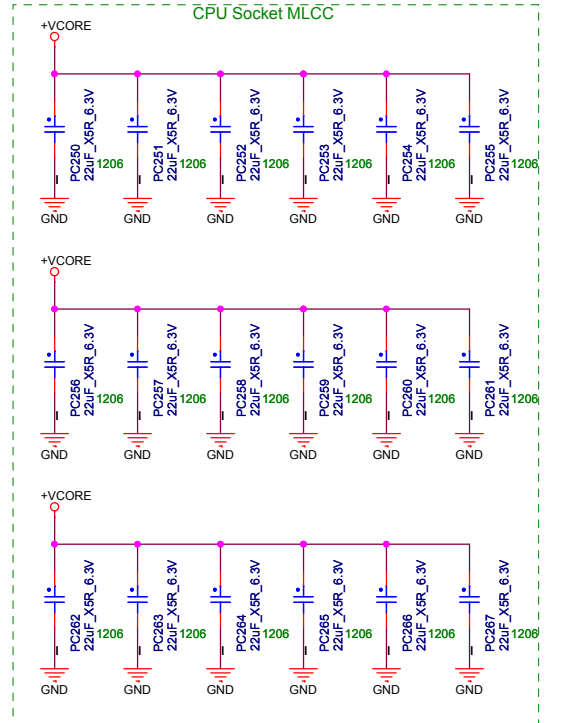 CPU Socket MLCC
+VCORE
PC250
22uF_X5R_6.3V
1206
PC251
22uF_X5R_6.3V
1206
PC252
22uF_X5R_6.3V
1206
PC253
22uF_X5R_6.3V
1206
PC254
22uF_X5R_6.3V
1206
PC255
22uF_X5R_6.3V
1206
GND GND GND GND GND GND
+VCORE
PC256
22uF_X5R_6.3V
1206
PC257
22uF_X5R_6.3V
1206
PC258
22uF_X5R_6.3V
1206
PC259
22uF_X5R_6.3V
1206
PC260
22uF_X5R_6.3V
1206
PC261
22uF_X5R_6.3V
1206
GND GND GND GND GND GND
+VCORE
PC262
22uF_X5R_6.3V
1206
PC263
22uF_X5R_6.3V
1206
PC264
22uF_X5R_6.3V
1206
PC265
22uF_X5R_6.3V
1206
PC266
22uF_X5R_6.3V
1206
PC267
22uF_X5R_6.3V
1206
GND GND GND GND GND GND